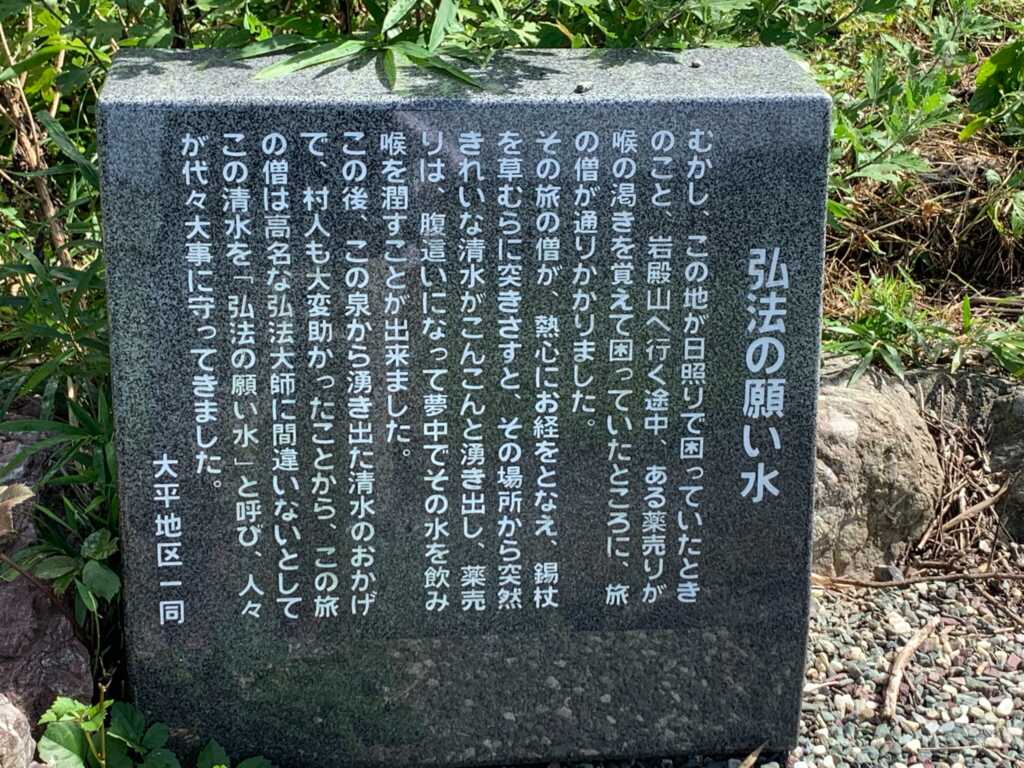 弘法の願い水
むかし、この地が日照りで困っていたとき
のこと、岩殿山へ行く途中、ある薬売りが
喉の渇きを覚えて困っていたところに、旅
の僧が通りかかりました。
その旅の僧が、熱心にお経をとなえ、錫杖
を草むらに突きさすと、その場所から突然
きれいな清水がこんこんと湧き出し、薬売
りは、腹這いになって夢中でその水を飲み
喉を潤すことが出来ました。
この後、この泉から湧き出た清水のおかげ
で、村人も大変助かったことから、この旅
の僧は高名な弘法大師に間違いないとして
この清水を「弘法の願い水」と呼び、人々
が代々大事に守ってきました。
大平地区一同